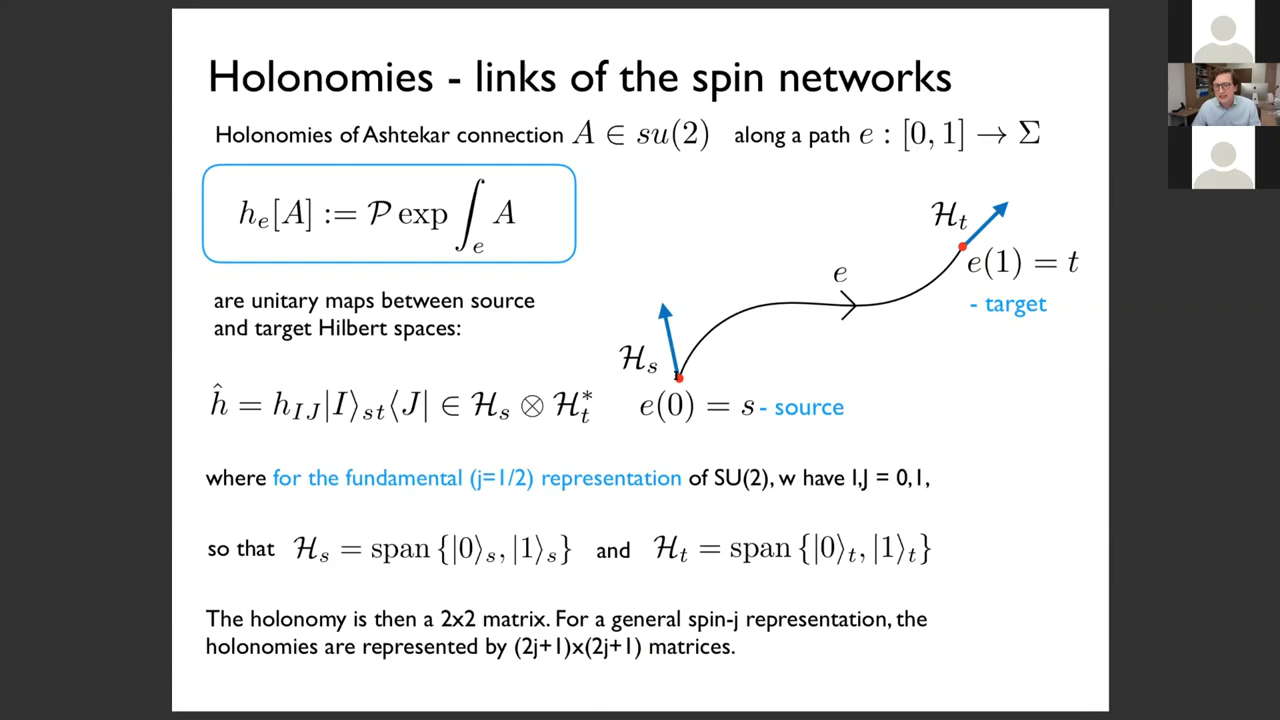 Holonomies - links of the spin networks
Holonomies of Ashtekar connection A ∈ su(2) along a path e : [0, 1] → Σ
h_e[A] := 𝒫 exp ∫_e A
ℋ_t
e(1) = t
- target
e
are unitary maps between source
and target Hilbert spaces:
ℋ_s
ĥ = h_{IJ}|I⟩_{st}⟨J| ∈ ℋ_s ⊗ ℋ_t^*
e(0) = s - source
where for the fundamental (j=1/2) representation of SU(2), w have I,J = 0,1,
so that ℋ_s = span {|0⟩_s, |1⟩_s} and ℋ_t = span {|0⟩_t, |1⟩_t}
The holonomy is then a 2x2 matrix. For a general spin-j representation, the
holonomies are represented by (2j+1)x(2j+1) matrices.